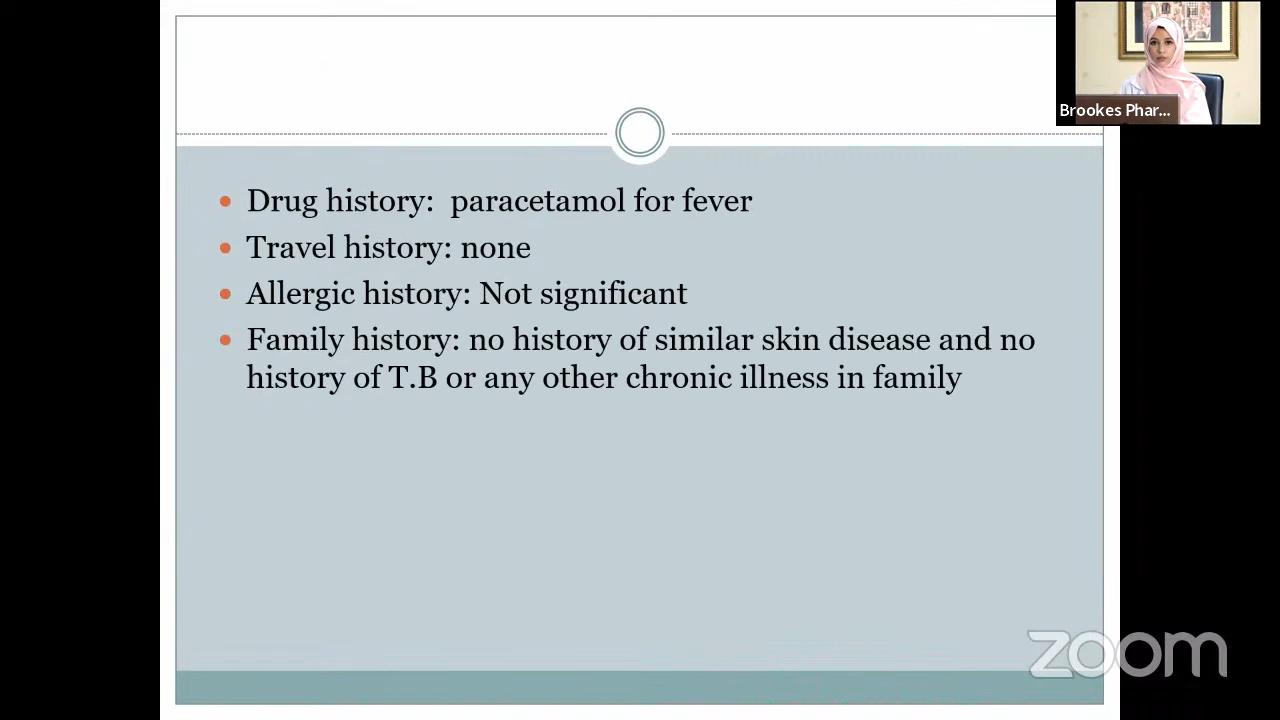 Brookes Phar...
Drug history:  paracetamol for fever
Travel history: none
Allergic history: Not significant
Family history: no history of similar skin disease and no
history of T.B or any other chronic illness in family
zoom